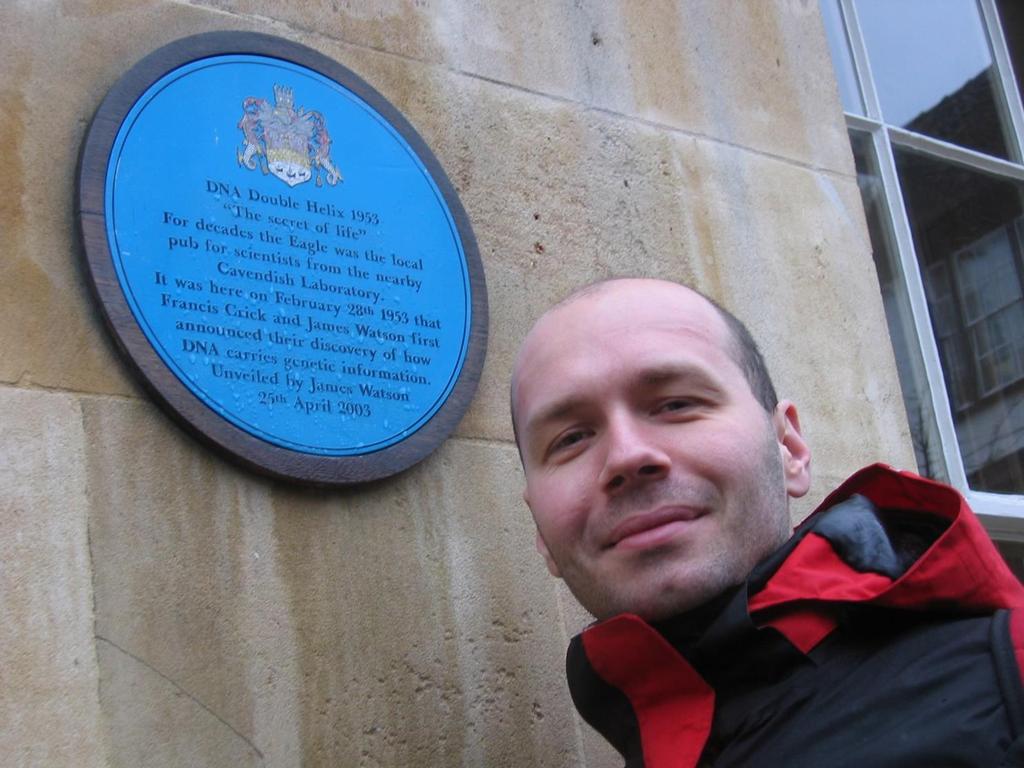 DNA Double Helix 1953
"The secret of life"
For decades the Eagle was the local
pub for scientists from the nearby
Cavendish Laboratory.
It was here on February 28th 1953 that
Francis Crick and James Watson first
announced their discovery of how
DNA carries genetic information.
Unveiled by James Watson
25th April 2003